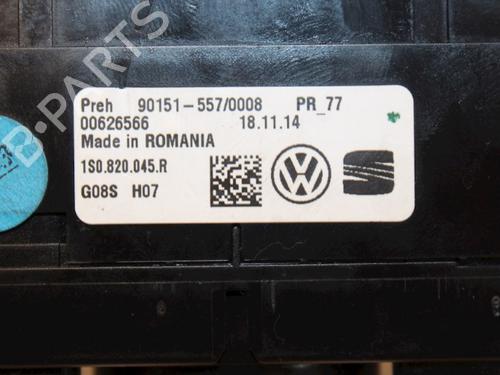 Preh 90151-557/0008 PR_77
00626566 18.11.14
Made in ROMANIA
1S0.820.045.R
G08S H07
B-PARTS